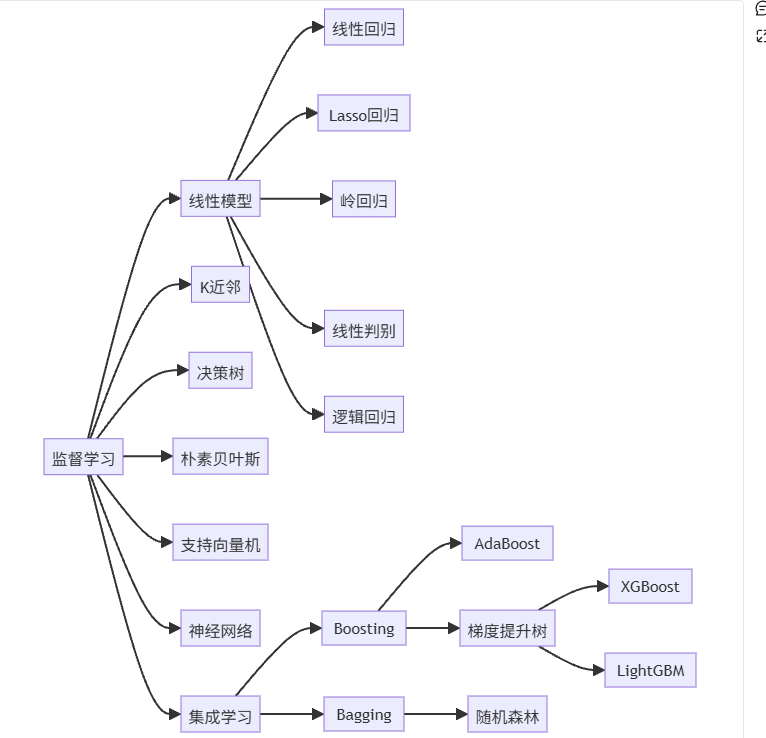 线性回归
Lasso回归
线性模型
岭回归
K近邻
线性判别
决策树
逻辑回归
监督学习
朴素贝叶斯
支持向量机
AdaBoost
XGBoost
神经网络
Boosting
梯度提升树
LightGBM
集成学习
Bagging
随机森林